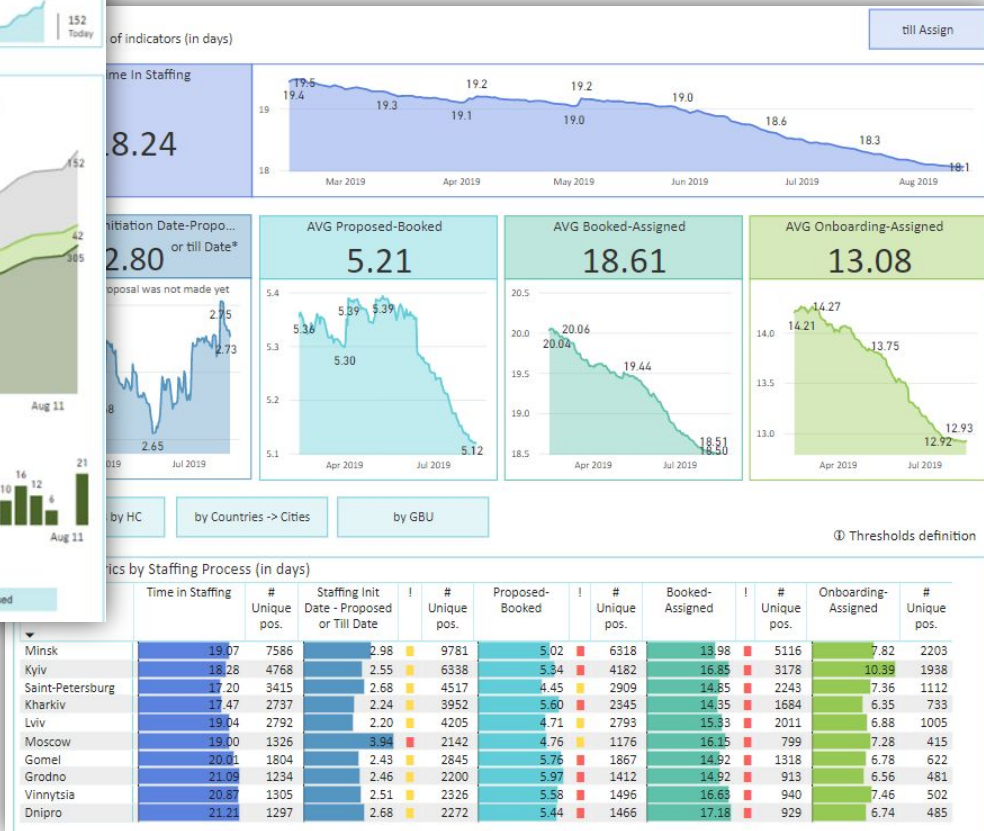 152
Today
of indicators (in days)
till Assign
me In Staffing
8.24
19.5
19.4
19.3
19.2
19.1
19.2
19.0
19.0
18.6
18.3
18.1
19
18
Mar 2019
Apr 2019
May 2019
Jun 2019
Jul 2019
Aug 2019
152
42
305
Aug 11
10
16
12
6
21
Aug 11
ed
nitiation Date-Propo...
or till Date*
2.80
oposal was not made yet
2.75
2.73
8
2.65
019
Jul 2019
AVG Proposed-Booked
5.21
5.4
5.3
5.2
5.1
5.36
5.39
5.39
5.30
5.12
Apr 2019
Jul 2019
AVG Booked-Assigned
18.61
20.5
20.0
19.5
19.0
18.5
20.06
20.04
19.44
18.51
18.50
Apr 2019
Jul 2019
AVG Onboarding-Assigned
13.08
14.0
13.5
13.0
14.27
14.21
13.75
12.93
12.92
Apr 2019
Jul 2019
by HC
by Countries -> Cities
by GBU
Thresholds definition
rics by Staffing Process (in days)
Time in Staffing # Unique pos. Staffing Init Date - Proposed or Till Date ! # Unique pos. Proposed-Booked ! # Unique pos. Booked-Assigned ! # Unique pos. Onboarding-Assigned # Unique pos.
Minsk 19.07 7586 2.98 9781 5.02 6318 13.98 5116 7.82 2203
Kyiv 18.28 4768 2.55 6338 5.34 4182 16.85 3178 10.39 1938
Saint-Petersburg 17.20 3415 2.68 4517 4.45 2909 14.85 2243 7.36 1112
Kharkiv 17.47 2737 2.24 3952 5.60 2345 14.35 1684 6.35 733
Lviv 19.04 2792 2.20 4205 4.71 2793 15.33 2011 6.88 1005
Moscow 19.00 1326 3.94 2142 4.76 1176 16.15 799 7.28 415
Gomel 20.01 1804 2.43 2845 5.76 1867 14.92 1318 6.78 622
Grodno 21.09 1234 2.46 2200 5.97 1412 14.92 913 6.56 481
Vinnytsia 20.87 1305 2.51 2326 5.58 1496 16.63 940 7.46 502
Dnipro 21.21 1297 2.68 2272 5.44 1466 17.18 929 6.74 485